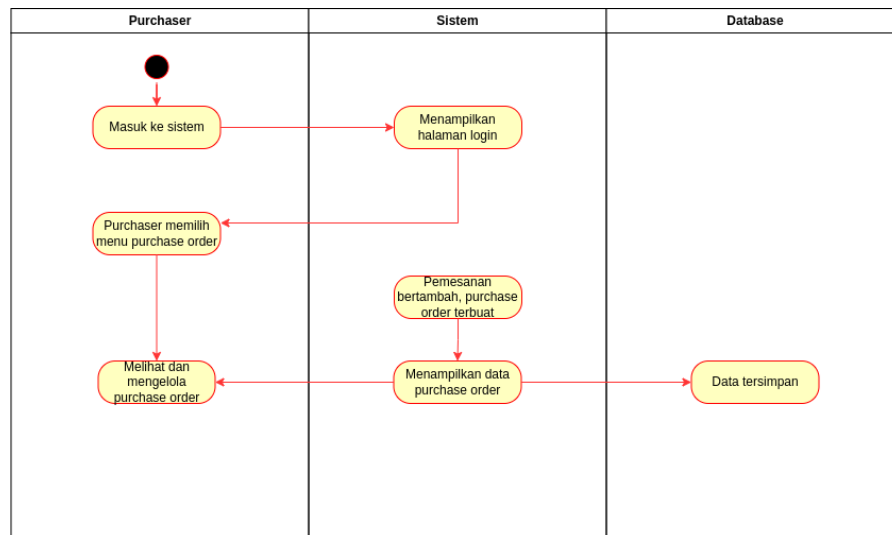 Purchaser
Sistem
Database
Masuk ke sistem
Menampilkan
halaman login
Purchaser memilih
menu purchase order
Pemesanan
bertambah, purchase
order terbuat
Melihat dan
mengelola
purchase order
Menampilkan data
purchase order
Data tersimpan